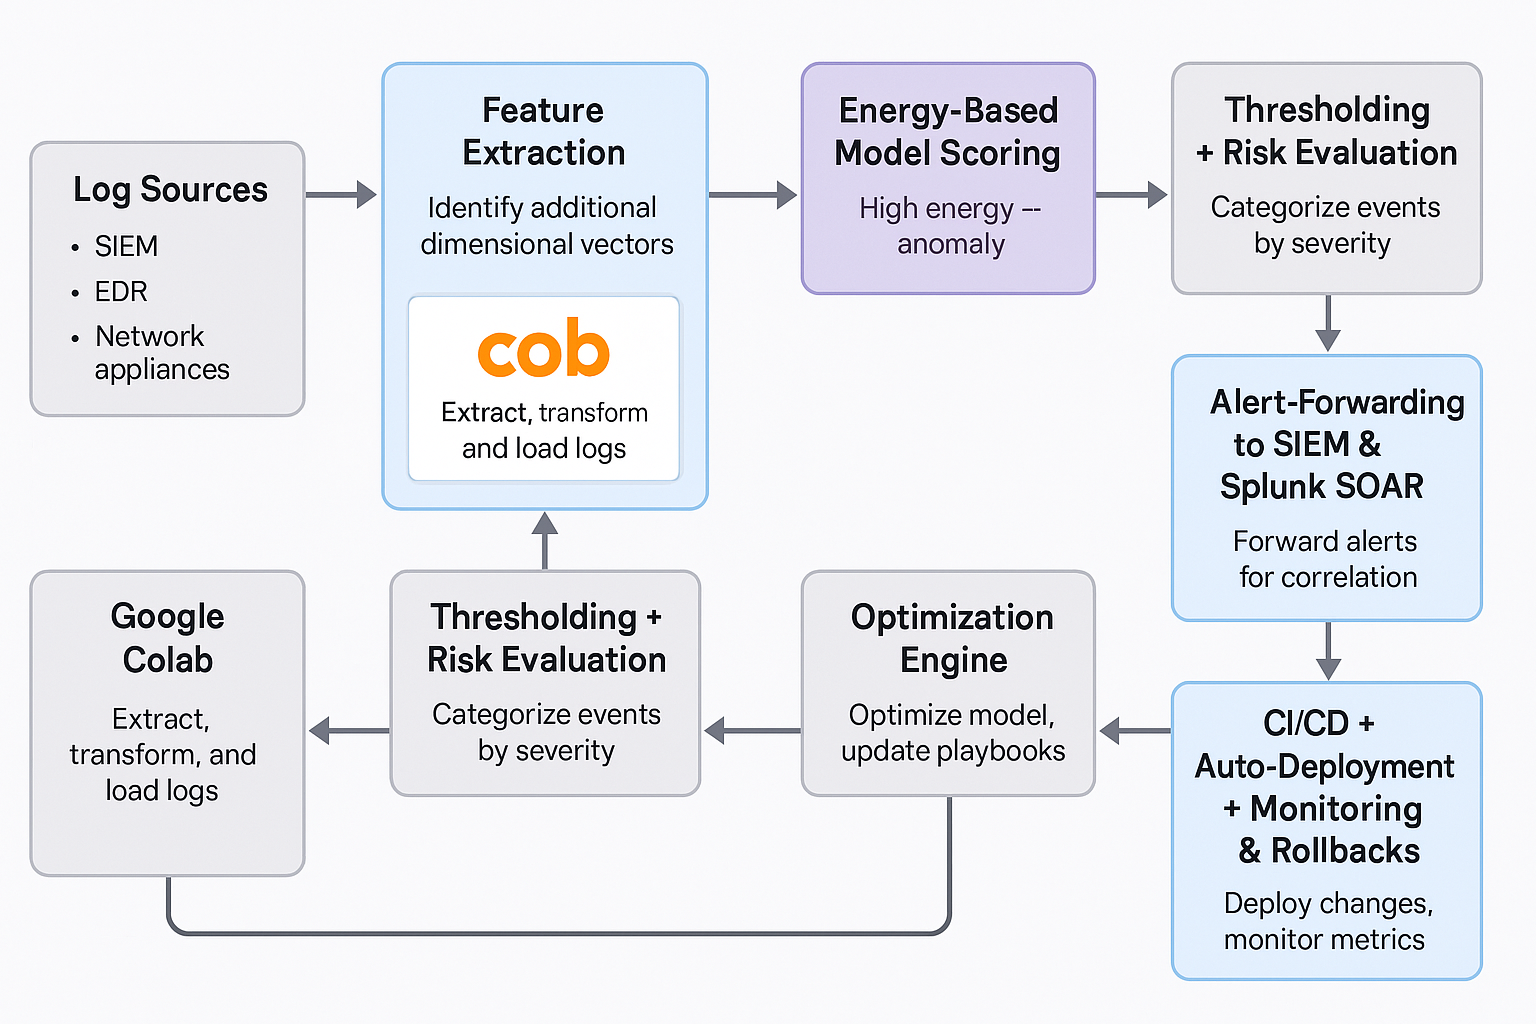 Log Sources
• SIEM
• EDR
• Network
appliances
Feature
Extraction
Identify additional
dimensional vectors
cob
Extract, transform
and load logs
Energy-Based
Model Scoring
High energy --
anomaly
Thresholding
+ Risk Evaluation
Categorize events
by severity
Alert-Forwarding
to SIEM &
Splunk SOAR
Forward alerts
for correlation
CI/CD +
Auto-Deployment
+ Monitoring
& Rollbacks
Deploy changes,
monitor metrics
Optimization
Engine
Optimize model,
update playbooks
Thresholding +
Risk Evaluation
Categorize events
by severity
Google
Colab
Extract,
transform, and
load logs